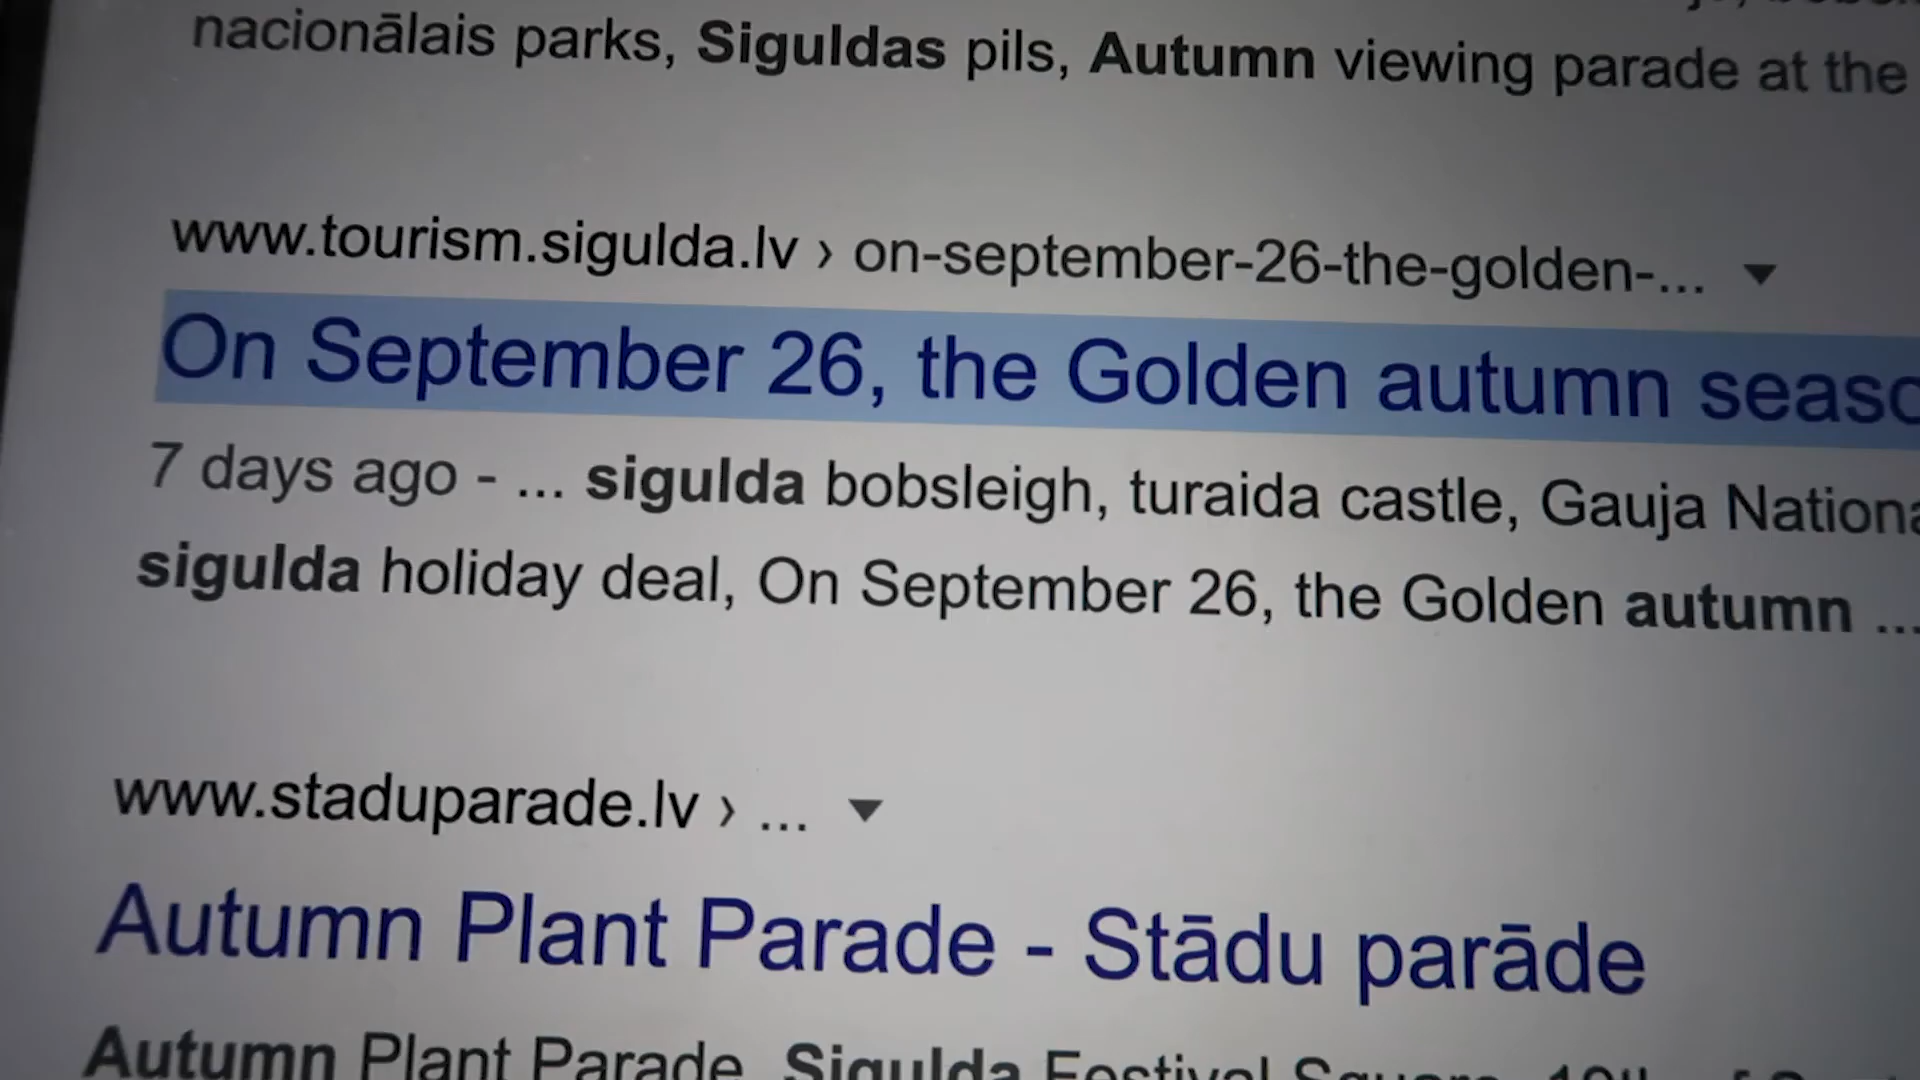 nacionālais parks, Siguldas pils, Autumn viewing parade at the
www.tourism.sigulda.lv › on-september-26-the-golden-...
On September 26, the Golden autumn seaso
7 days ago - ... sigulda bobsleigh, turaida castle, Gauja Nationa
sigulda holiday deal, On September 26, the Golden autumn ...
www.staduparade.lv › ...
Autumn Plant Parade - Stādu parāde
Autumn Plant Parade Sigulda Festival Square